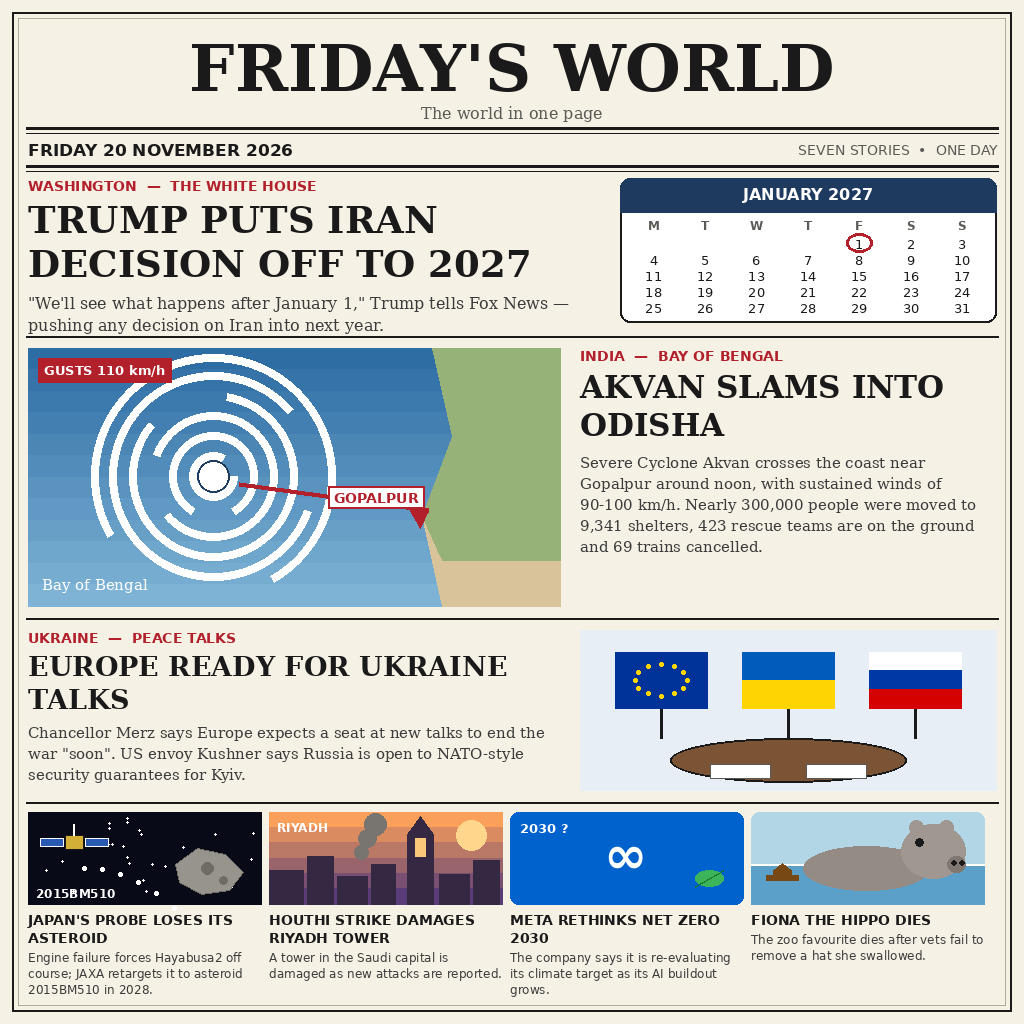 FRIDAY'S WORLD
The world in one page
FRIDAY 20 NOVEMBER 2026
SEVEN STORIES • ONE DAY
WASHINGTON — THE WHITE HOUSE
TRUMP PUTS IRAN
DECISION OFF TO 2027
"We'll see what happens after January 1," Trump tells Fox News —
pushing any decision on Iran into next year.
JANUARY 2027
M T W T F S S
1 2 3
4 5 6 7 8 9 10
11 12 13 14 15 16 17
18 19 20 21 22 23 24
25 26 27 28 29 30 31
GUSTS 110 km/h
GOPALPUR
Bay of Bengal
INDIA — BAY OF BENGAL
AKVAN SLAMS INTO
ODISHA
Severe Cyclone Akvan crosses the coast near
Gopalpur around noon, with sustained winds of
90-100 km/h. Nearly 300,000 people were moved to
9,341 shelters, 423 rescue teams are on the ground
and 69 trains cancelled.
UKRAINE — PEACE TALKS
EUROPE READY FOR UKRAINE
TALKS
Chancellor Merz says Europe expects a seat at new talks to end the
war "soon". US envoy Kushner says Russia is open to NATO-style
security guarantees for Kyiv.
2015BM510
JAPAN'S PROBE LOSES ITS
ASTEROID
Engine failure forces Hayabusa2 off
course; JAXA retargets it to asteroid
2015BM510 in 2028.
RIYADH
HOUTHI STRIKE DAMAGES
RIYADH TOWER
A tower in the Saudi capital is
damaged as new attacks are reported.
2030 ?
∞
META RETHINKS NET ZERO
2030
The company says it is re-evaluating
its climate target as its AI buildout
grows.
FIONA THE HIPPO DIES
The zoo favourite dies after vets fail to
remove a hat she swallowed.